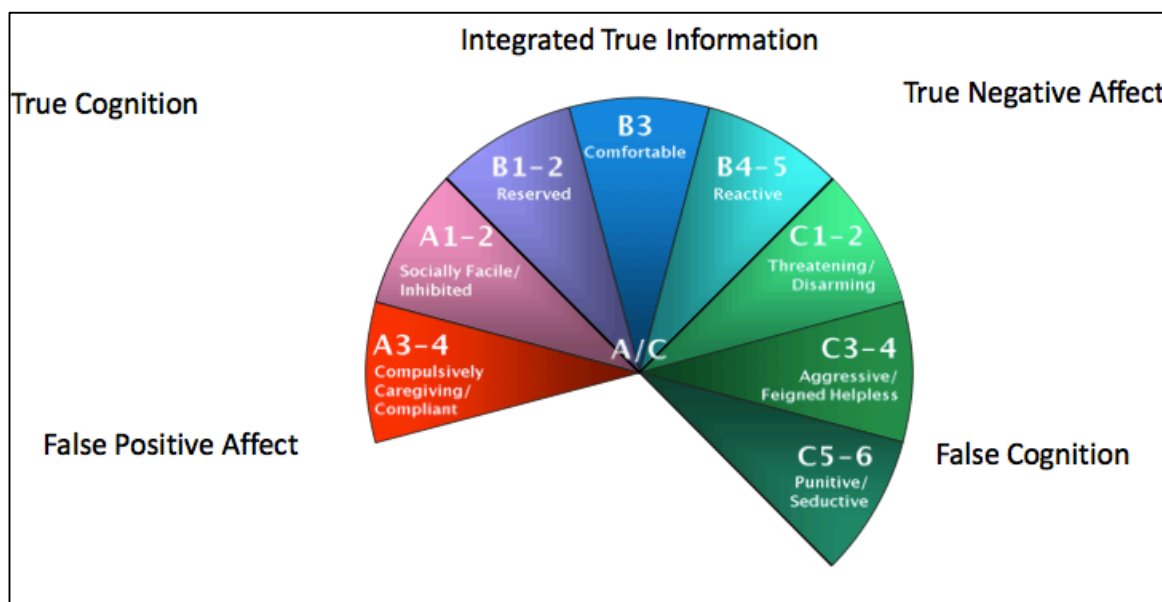 Integrated True Information
True Cognition
True Negative Affect
B3
Comfortable
B1-2
Reserved
B4-5
Reactive
A1-2
Socially Facile/
Inhibited
C1-2
Threatening/
Disarming
A3-4
Compulsively
Caregiving/
Compliant
A/C
C3-4
Aggressive/
Feigned Helpless
False Positive Affect
False Cognition
C5-6
Punitive/
Seductive